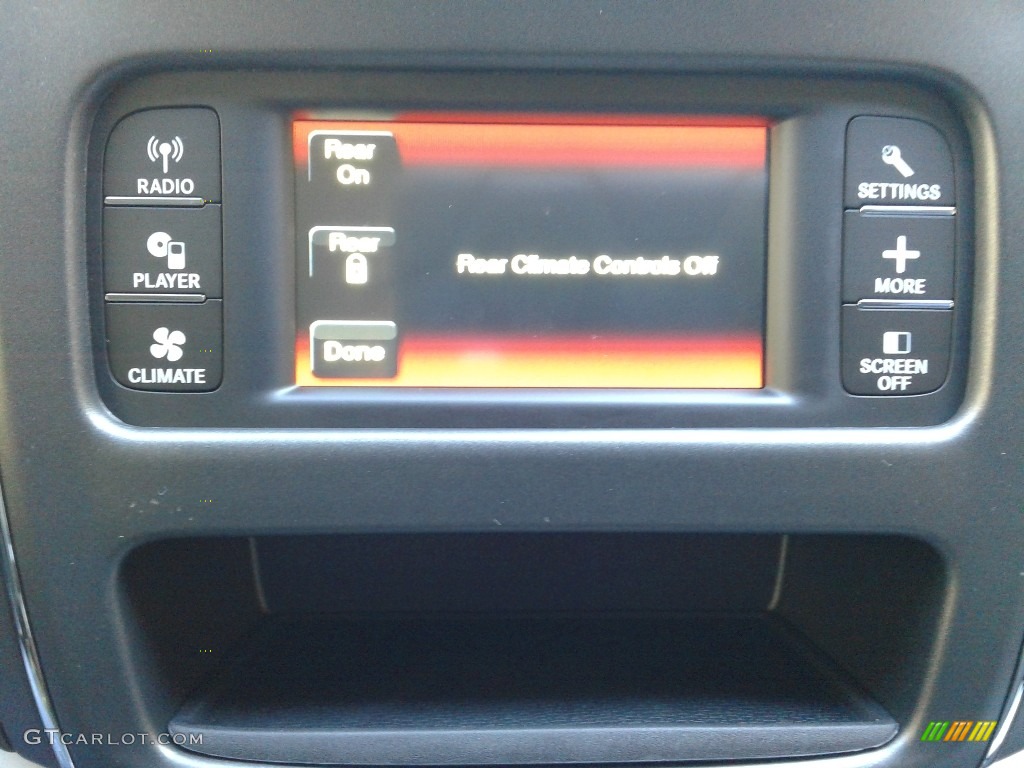 RADIO
PLAYER
CLIMATE
Rear
On
Rear
Done
Rear Climate Controls Off
SETTINGS
MORE
SCREEN
OFF
GTCARLOT.COM